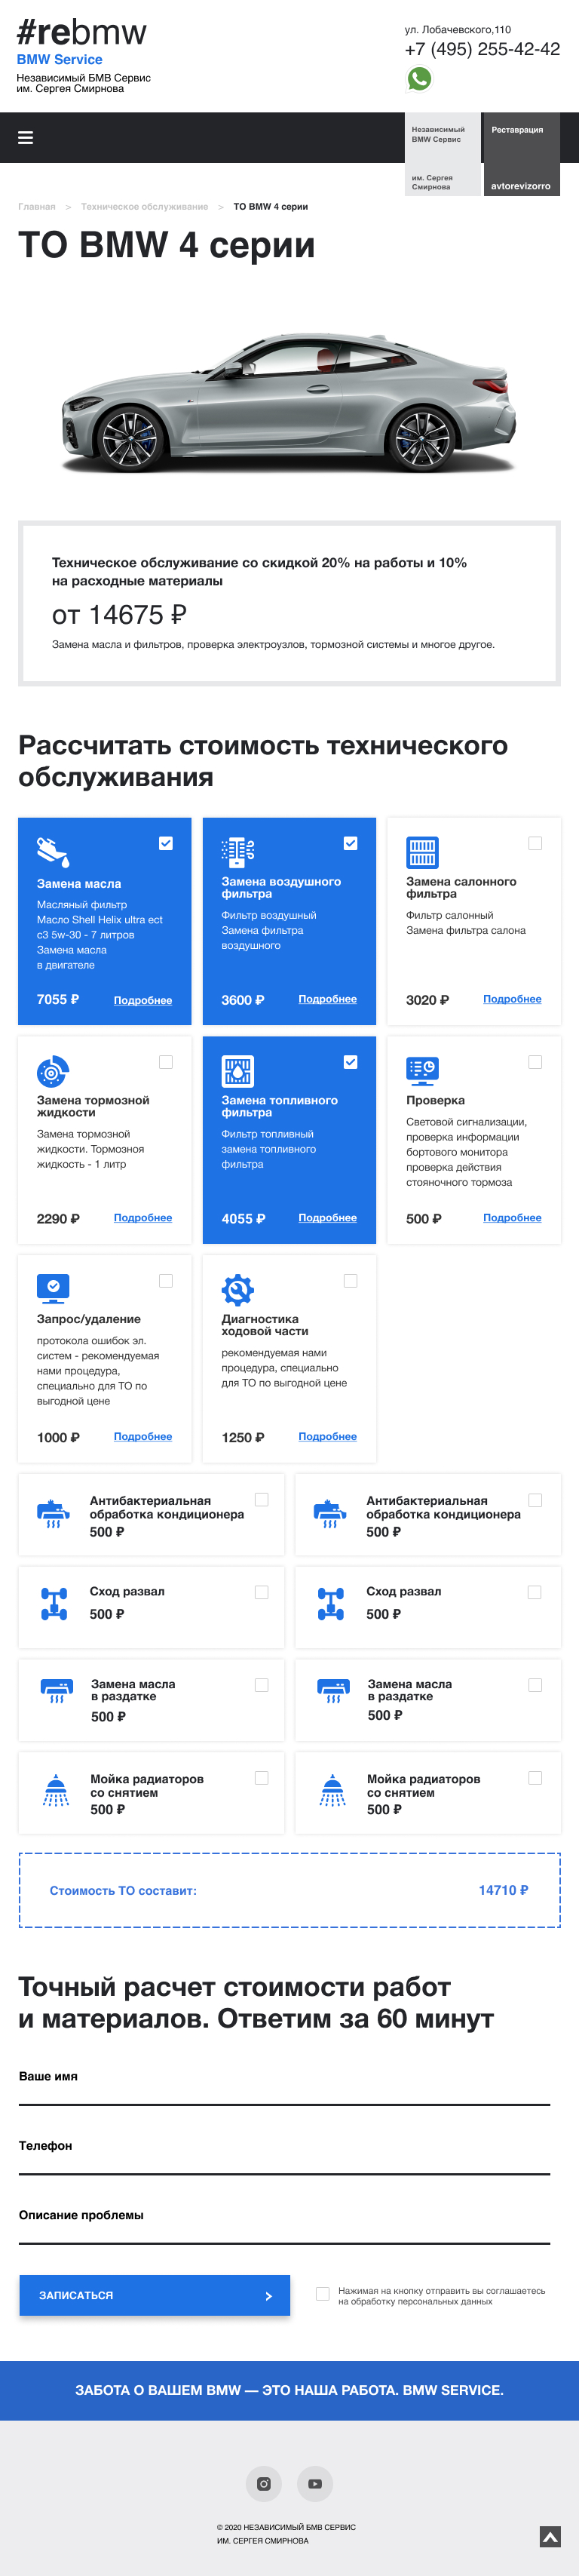 #rebmw
BMW Service
Независимый БМВ Сервис
им. Сергея Смирнова
ул. Лобачевского,110
+7 (495) 255-42-42
Независимый
BMW Сервис
им. Сергея
Смирнова
Реставрация
avtorevizorro
Главная > Техническое обслуживание > ТО BMW 4 серии
ТО BMW 4 серии
Техническое обслуживание со скидкой 20% на работы и 10%
на расходные материалы
от 14675 ₽
Замена масла и фильтров, проверка электроузлов, тормозной системы и многое другое.
Рассчитать стоимость технического
обслуживания
Замена масла
Масляный фильтр
Масло Shell Helix ultra ect
c3 5w-30 - 7 литров
Замена масла
в двигателе
7055 ₽ Подробнее
Замена воздушного
фильтра
Фильтр воздушный
Замена фильтра
воздушного
3600 ₽ Подробнее
Замена салонного
фильтра
Фильтр салонный
Замена фильтра салона
3020 ₽ Подробнее
Замена тормозной
жидкости
Замена тормозной
жидкости. Тормозноя
жидкость - 1 литр
2290 ₽ Подробнее
Замена топливного
фильтра
Фильтр топливный
замена топливного
фильтра
4055 ₽ Подробнее
Проверка
Световой сигнализации,
проверка информации
бортового монитора
проверка действия
стояночного тормоза
500 ₽ Подробнее
Запрос/удаление
протокола ошибок эл.
систем - рекомендуемая
нами процедура,
специально для ТО по
выгодной цене
1000 ₽ Подробнее
Диагностика
ходовой части
рекомендуемая нами
процедура, специально
для ТО по выгодной цене
1250 ₽ Подробнее
Антибактериальная
обработка кондиционера
500 ₽
Антибактериальная
обработка кондиционера
500 ₽
Сход развал
500 ₽
Сход развал
500 ₽
Замена масла
в раздатке
500 ₽
Замена масла
в раздатке
500 ₽
Мойка радиаторов
со снятием
500 ₽
Мойка радиаторов
со снятием
500 ₽
Стоимость ТО составит: 14710 ₽
Точный расчет стоимости работ
и материалов. Ответим за 60 минут
Ваше имя
Телефон
Описание проблемы
ЗАПИСАТЬСЯ
Нажимая на кнопку отправить вы соглашаетесь
на обработку персональных данных
ЗАБОТА О ВАШЕМ BMW — ЭТО НАША РАБОТА. BMW SERVICE.
© 2020 НЕЗАВИСИМЫЙ БМВ СЕРВИС
ИМ. СЕРГЕЯ СМИРНОВА